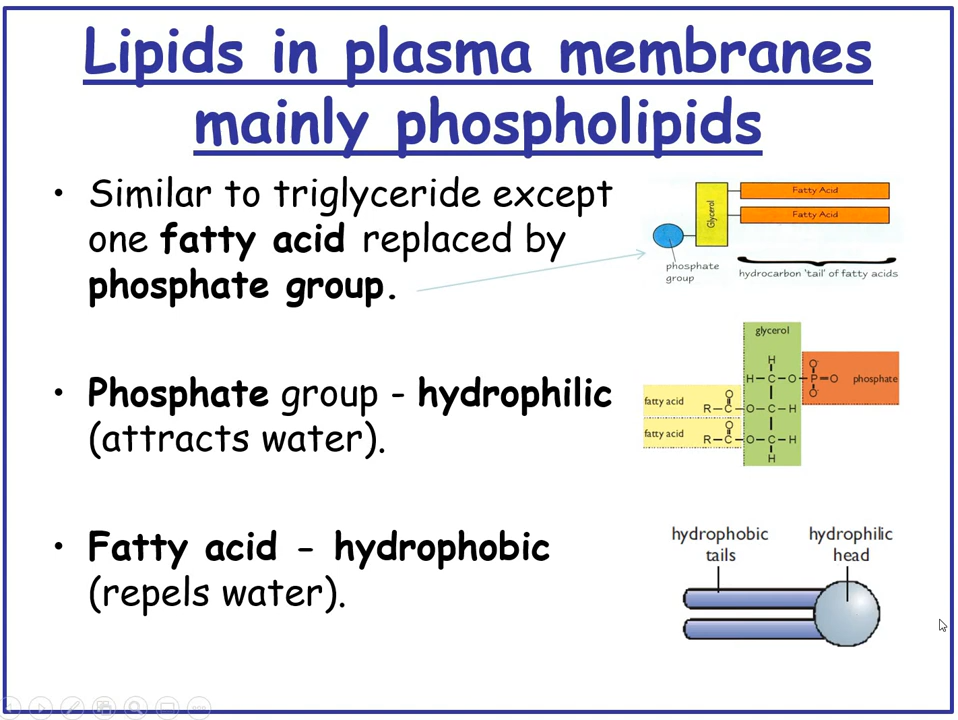 Lipids in plasma membranes
mainly phospholipids
• Similar to triglyceride except
one fatty acid replaced by
phosphate group.
• Phosphate group - hydrophilic
(attracts water).
• Fatty acid - hydrophobic
(repels water).
Fatty Acid
Fatty Acid
Glycerol
phosphate
group
hydrocarbon 'tail' of fatty acids
glycerol
H
H–C–O–P=O
O⁻
O⁻
phosphate
fatty acid
O
R–C–O–C–H
fatty acid
O
R–C–O–C–H
H
hydrophobic
tails
hydrophilic
head